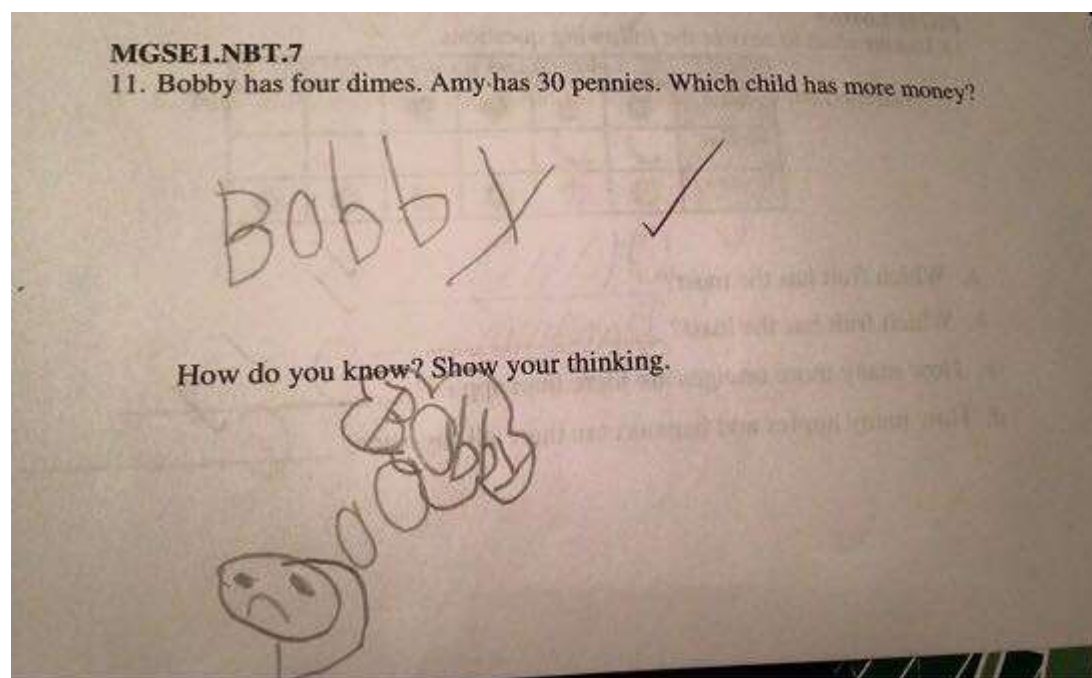 MGSE1.NBT.7
11. Bobby has four dimes. Amy has 30 pennies. Which child has more money?
Bobby
How do you know? Show your thinking.
Bobby